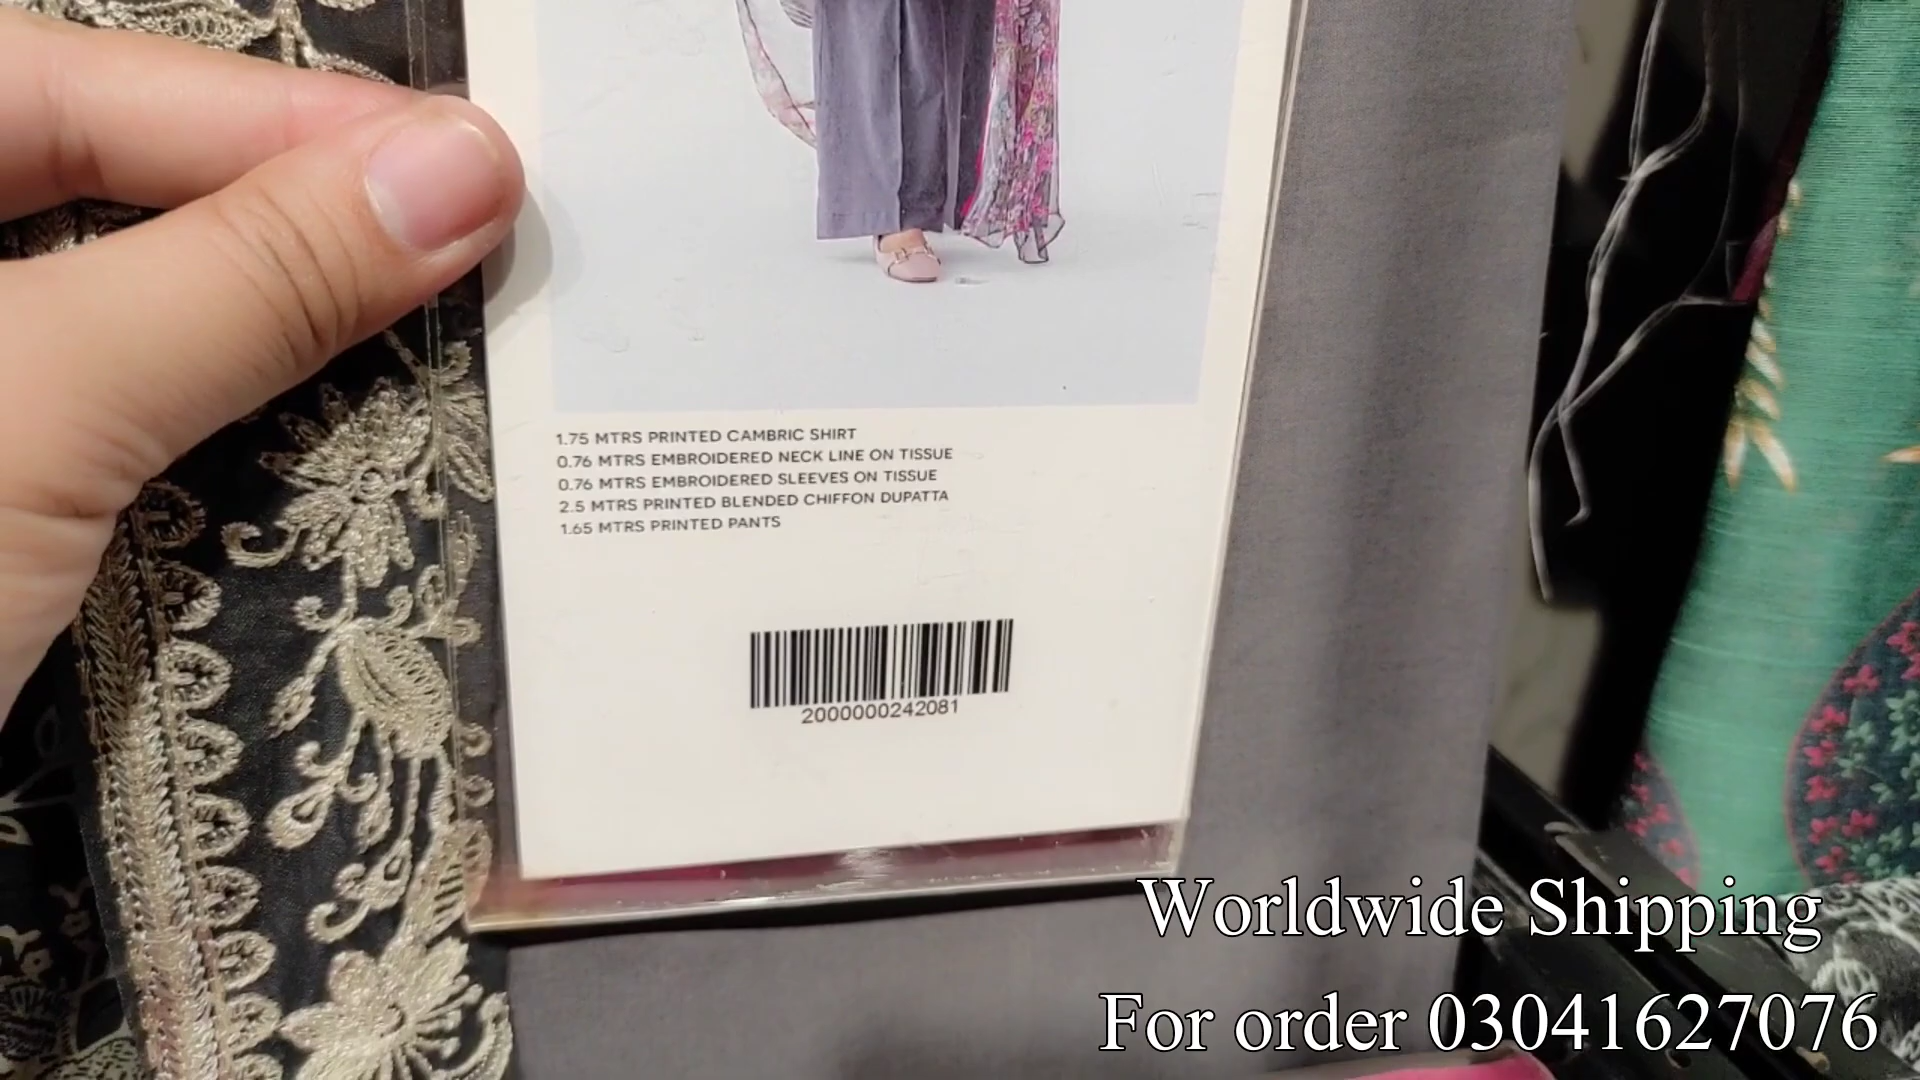 1.75 MTRS PRINTED CAMBRIC SHIRT
0.76 MTRS EMBROIDERED NECK LINE ON TISSUE
0.76 MTRS EMBROIDERED SLEEVES ON TISSUE
2.5 MTRS PRINTED BLENDED CHIFFON DUPATTA
1.65 MTRS PRINTED PANTS
2000000242081
Worldwide Shipping
For order 03041627076